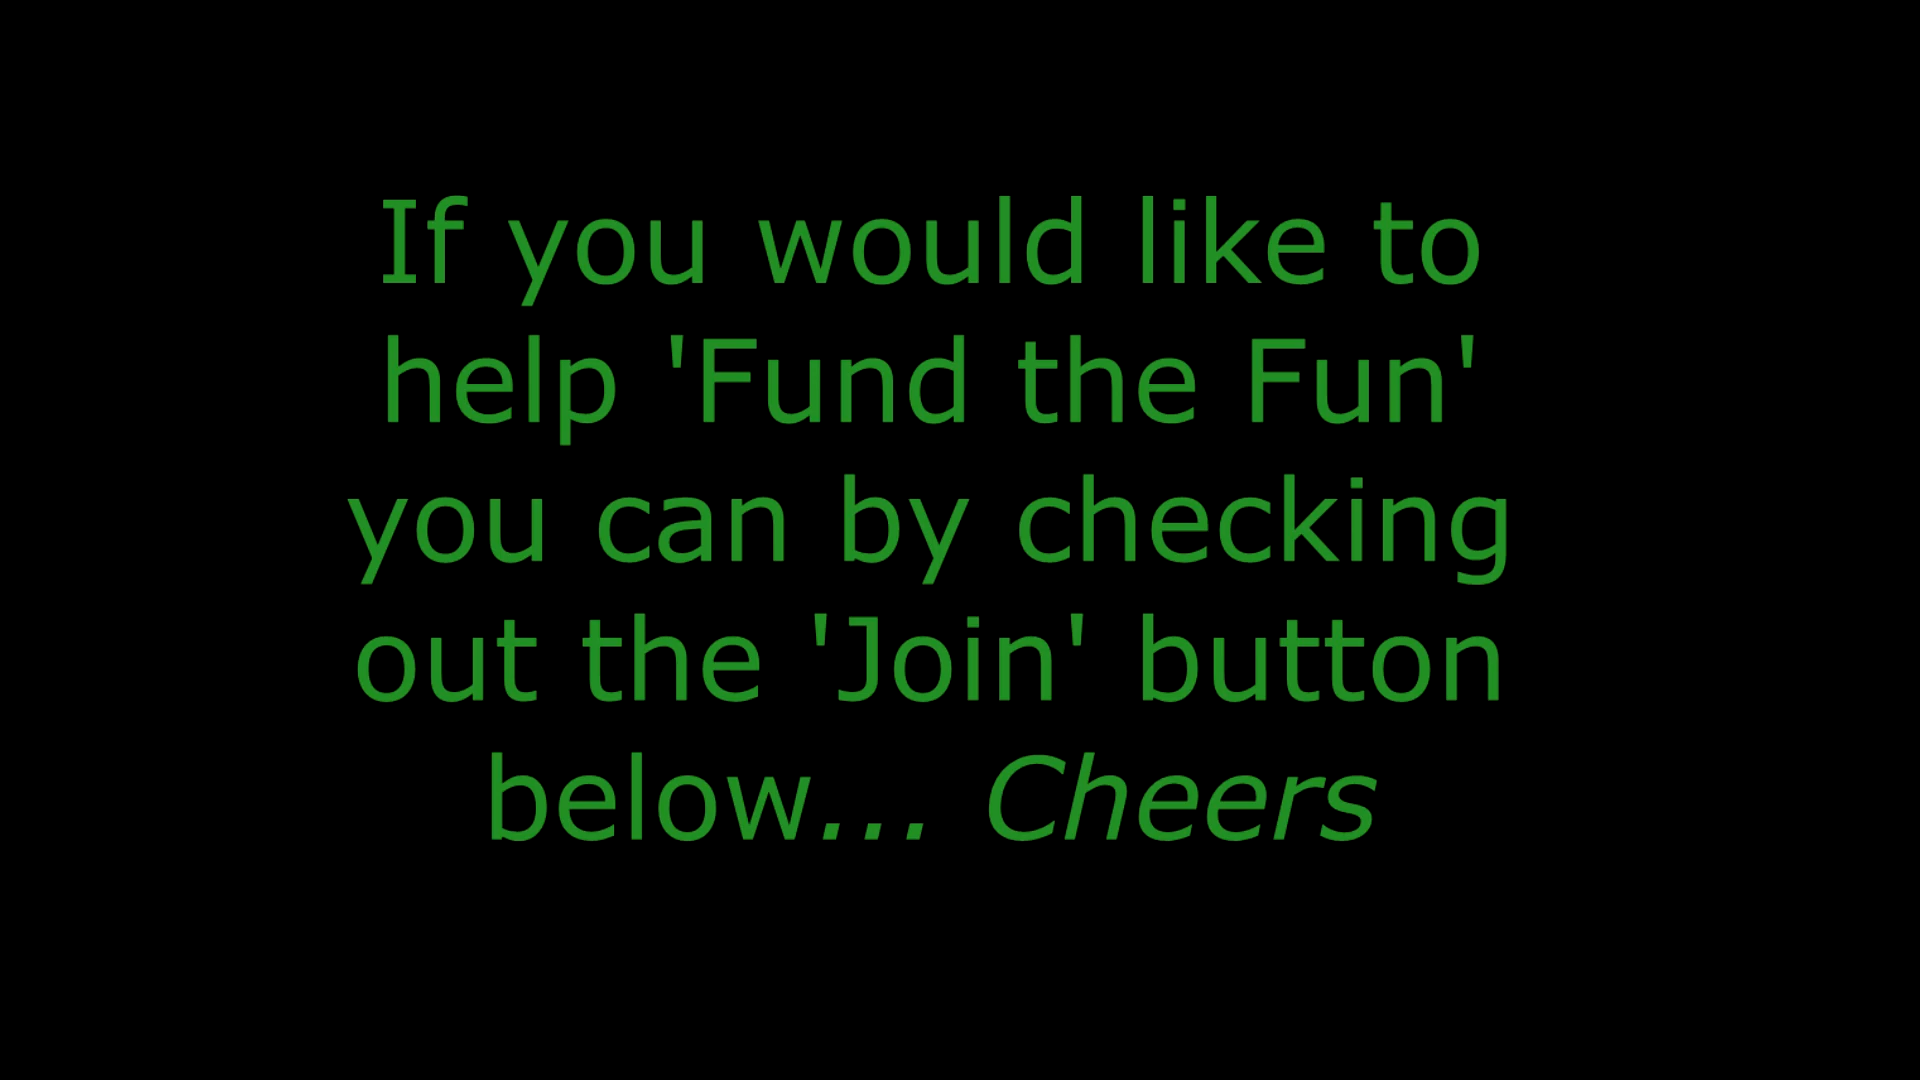 If you would like to
help 'Fund the Fun'
you can by checking
out the 'Join' button
below... Cheers